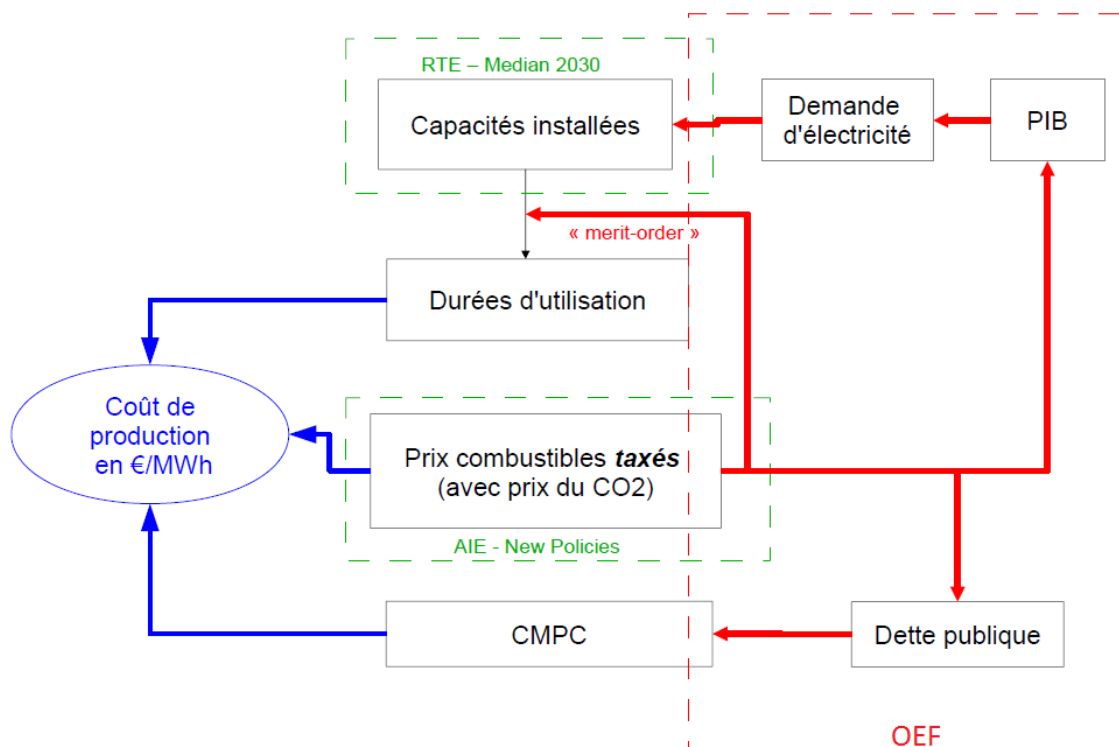 RTE – Median 2030
Capacités installées
Demande
d'électricité
PIB
« merit-order »
Durées d'utilisation
Coût de
production
en €/MWh
Prix combustibles taxés
(avec prix du CO2)
AIE - New Policies
CMPC
Dette publique
OEF